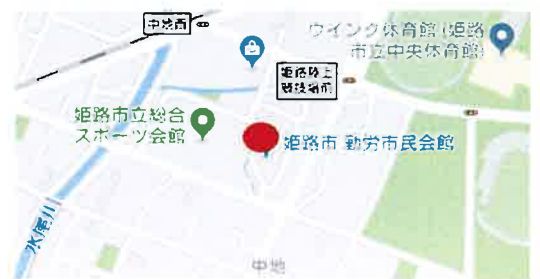 中地西
ウインク体育館 (姫路
市立中央体育館)
姫路陸上
競技場前
姫路市立総合
スポーツ会館
姫路市 勤労市民会館
水尾川
中地